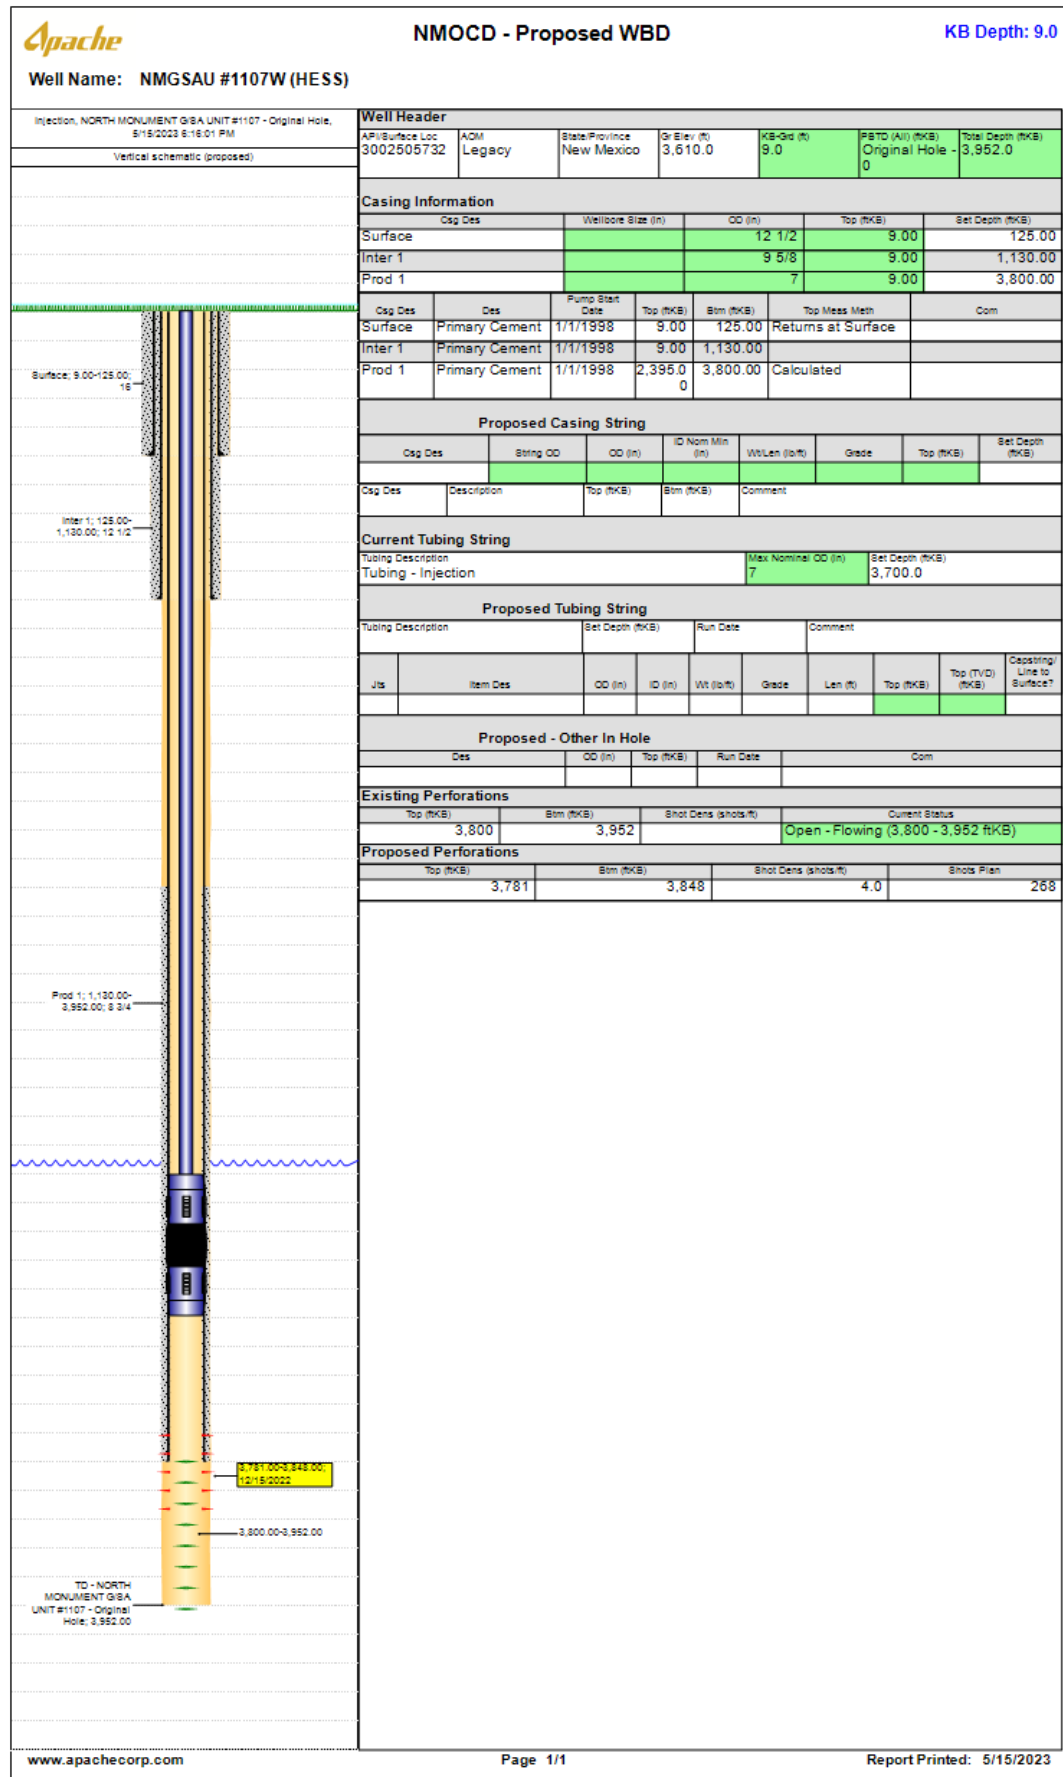 Apache
NMOCD - Proposed WBD
KB Depth: 9.0
Well Name: NMGSAU #1107W (HESS)
Injection, NORTH MONUMENT G/SA UNIT #1107 - Original Hole,
5/15/2023 6:16:01 PM
Vertical schematic (proposed)
Surface; 9.00-125.00;
16
Inter 1; 125.00-
1,130.00; 12 1/2
Prod 1; 1,130.00-
3,952.00; 8 3/4
3,781.00-3,848.00;
12/15/2022
3,800.00-3,952.00
TD - NORTH
MONUMENT G/SA
UNIT #1107 - Original
Hole; 3,952.00
Well Header
API/Surface Loc AOM State/Province Gr Elev (ft) KB-Grd (ft) PBTD (All) (ftKB) Total Depth (ftKB)
3002505732 Legacy New Mexico 3,610.0 9.0 Original Hole - 3,952.0
0
Casing Information
Csg Des Wellbore Size (in) OD (in) Top (ftKB) Set Depth (ftKB)
Surface 12 1/2 9.00 125.00
Inter 1 9 5/8 9.00 1,130.00
Prod 1 7 9.00 3,800.00
Csg Des Des Pump Start Date Top (ftKB) Btm (ftKB) Top Meas Meth Com
Surface Primary Cement 1/1/1998 9.00 125.00 Returns at Surface
Inter 1 Primary Cement 1/1/1998 9.00 1,130.00
Prod 1 Primary Cement 1/1/1998 2,395.0 3,800.00 Calculated
0
Proposed Casing String
Csg Des String OD OD (in) ID Nom Min (in) Wt/Len (lb/ft) Grade Top (ftKB) Set Depth (ftKB)
Csg Des Description Top (ftKB) Btm (ftKB) Comment
Current Tubing String
Tubing Description Max Nominal OD (in) Set Depth (ftKB)
Tubing - Injection 7 3,700.0
Proposed Tubing String
Tubing Description Set Depth (ftKB) Run Date Comment
Jts Item Des OD (in) ID (in) Wt (lb/ft) Grade Len (ft) Top (ftKB) Top (TVD) (ftKB) Capstring/ Line to Surface?
Proposed - Other In Hole
Des OD (in) Top (ftKB) Run Date Com
Existing Perforations
Top (ftKB) Btm (ftKB) Shot Dens (shots/ft) Current Status
3,800 3,952 Open - Flowing (3,800 - 3,952 ftKB)
Proposed Perforations
Top (ftKB) Btm (ftKB) Shot Dens (shots/ft) Shots Plan
3,781 3,848 4.0 268
www.apachecorp.com
Page 1/1
Report Printed: 5/15/2023